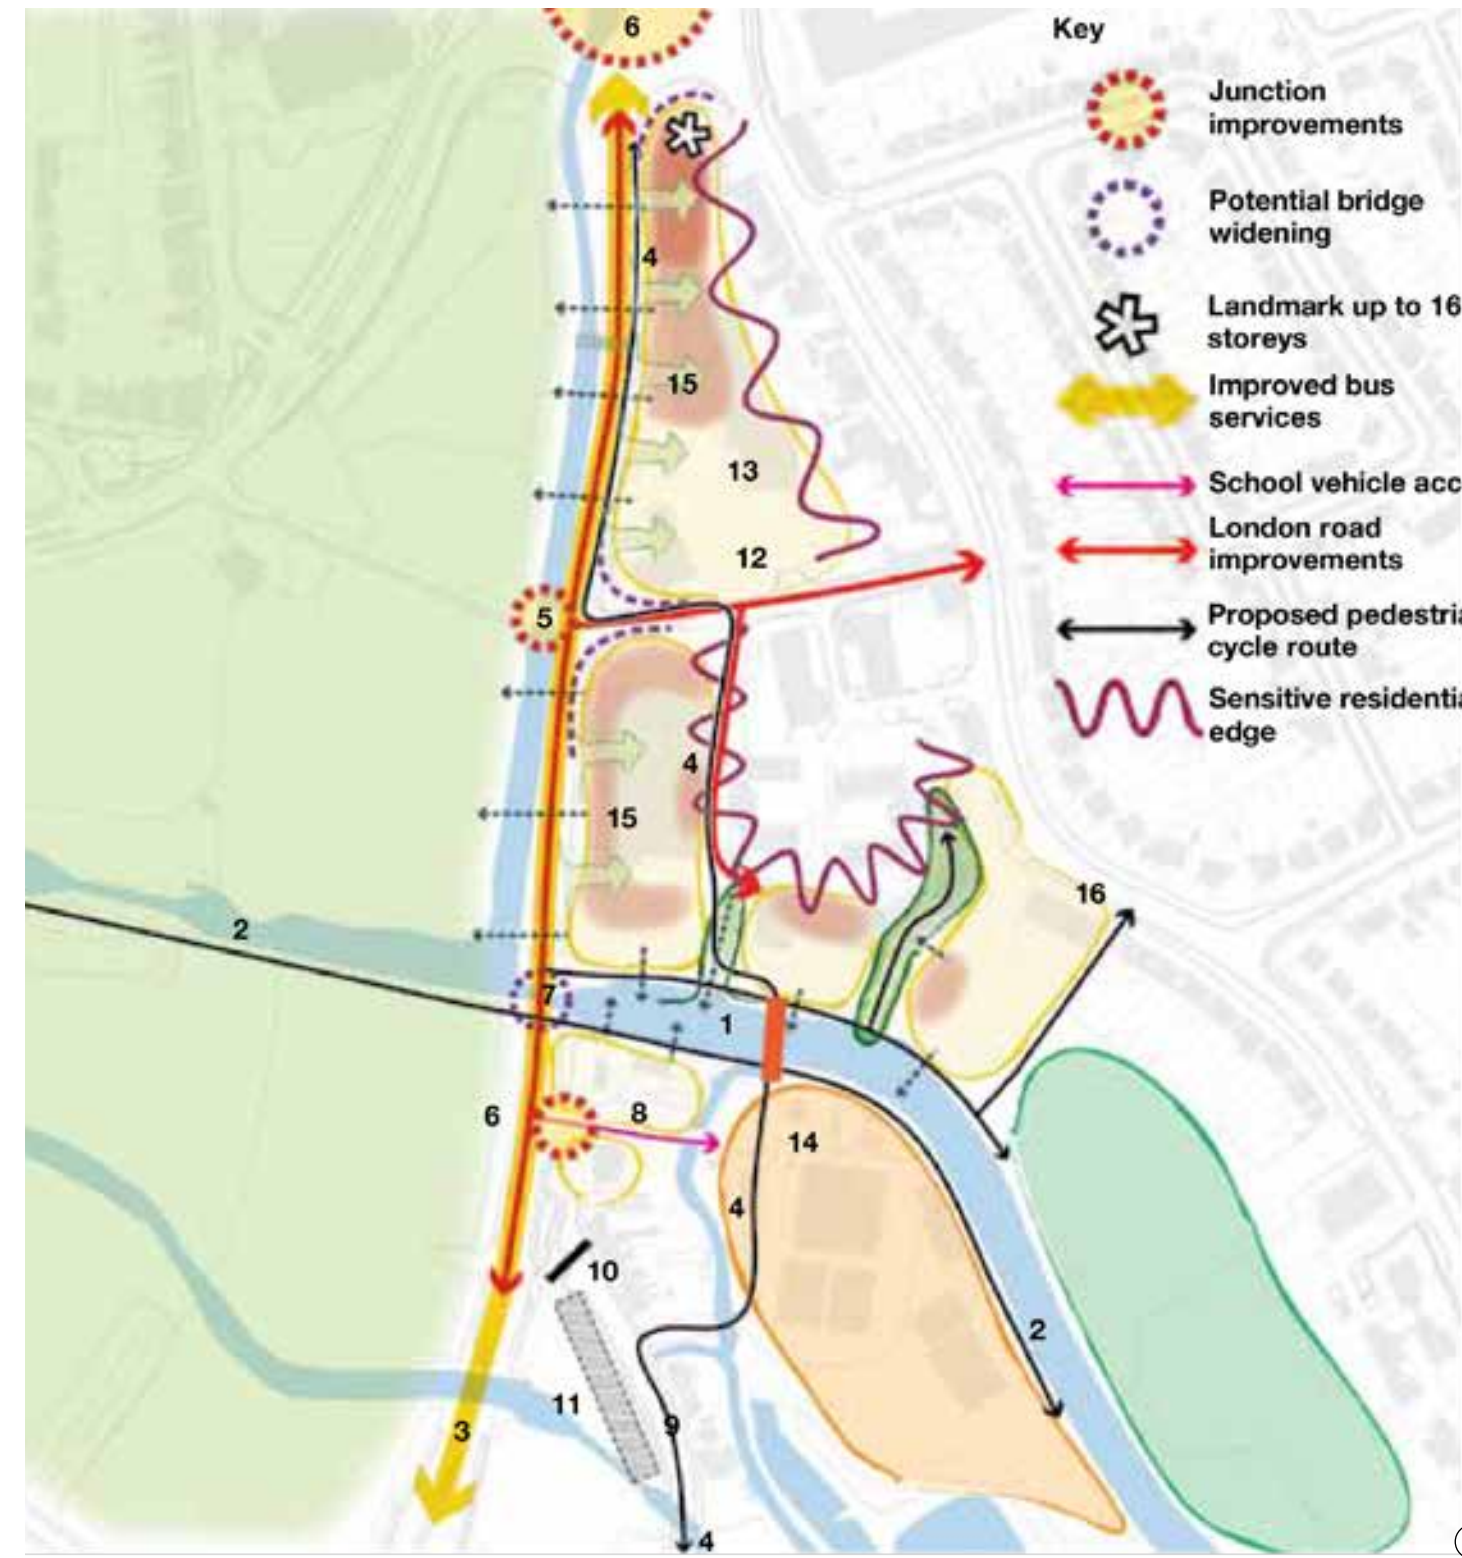 Key
Junction
improvements
Potential bridge
widening
Landmark up to 16
storeys
Improved bus
services
School vehicle acc
London road
improvements
Proposed pedestria
cycle route
Sensitive residentia
edge
6
4
15
13
12
5
4
15
16
2
7
1
6
8
14
4
10
2
11
9
3
4